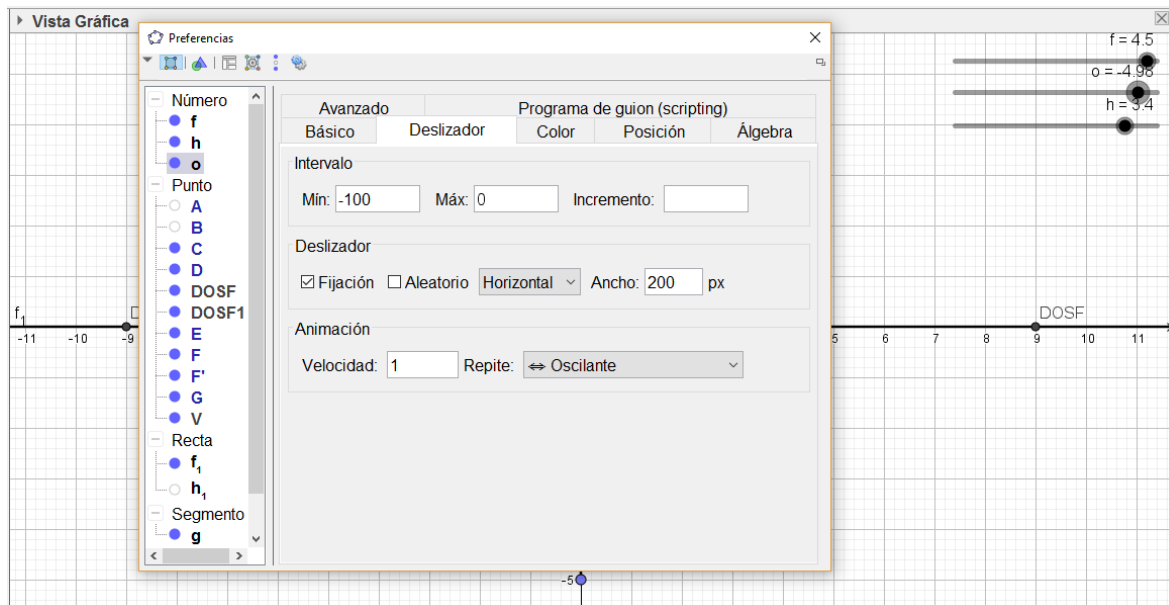 Vista Gráfica
Preferencias
f = 4.5
o = -4.98
h = 3.4
Número
f
h
o
Punto
A
B
C
D
DOSF
DOSF1
E
F
F'
G
V
Recta
f₁
h₁
Segmento
g
Avanzado Programa de guion (scripting)
Básico Deslizador Color Posición Álgebra
Intervalo
Mín: -100 Máx: 0 Incremento:
Deslizador
Fijación Aleatorio Horizontal Ancho: 200 px
Animación
Velocidad: 1 Repite: ⇔ Oscilante
f₁ DOSF
-11 -10 -9 5 6 7 8 9 10 11
-5